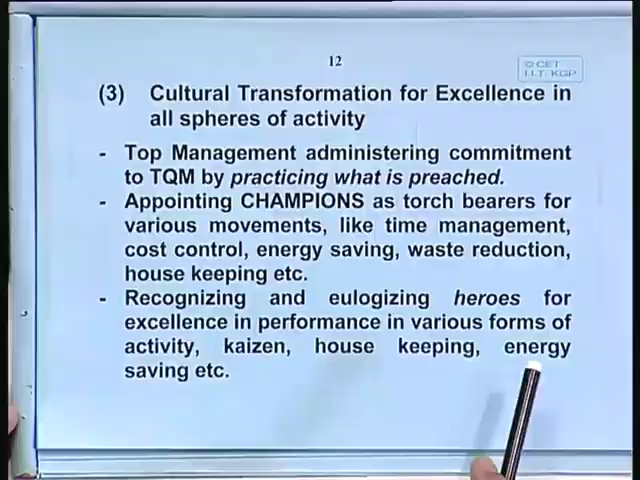 12
© CET
I.I.T. KGP
(3) Cultural Transformation for Excellence in
all spheres of activity
- Top Management administering commitment
to TQM by practicing what is preached.
- Appointing CHAMPIONS as torch bearers for
various movements, like time management,
cost control, energy saving, waste reduction,
house keeping etc.
- Recognizing and eulogizing heroes for
excellence in performance in various forms of
activity, kaizen, house keeping, energy
saving etc.